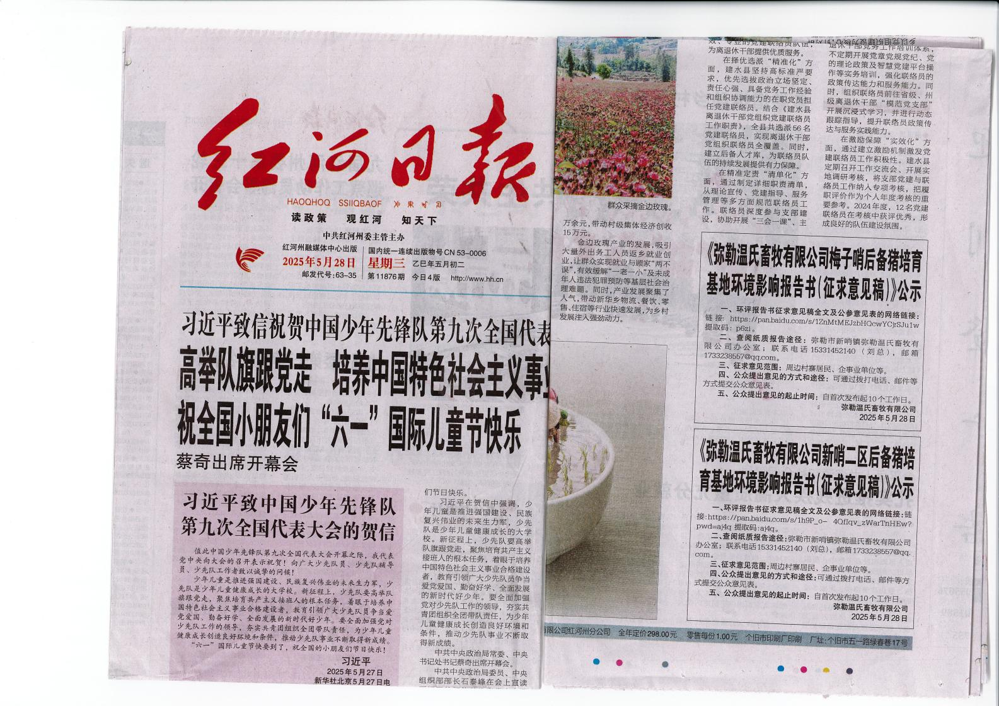 红河日报
HAOQHOQ SSIIQBAOF
读政策 观红河 知天下
中共红河州委主管主办
红河州融媒体中心出版
2025年5月28日
邮发代号:63-35
国内统一连续出版物号CN 53-0006
星期三 乙巳年五月初二
第11876期 今日4版 http://www.hh.cn
习近平致信祝贺中国少年先锋队第九次全国代表
高举队旗跟党走 培养中国特色社会主义事业
祝全国小朋友们“六一”国际儿童节快乐
蔡奇出席开幕会
习近平致中国少年先锋队
第九次全国代表大会的贺信
值此中国少年先锋队第九次全国代表大会开幕之际，我代表
党中央向大会的召开表示祝贺！向广大少先队员、少先队辅导
员、少先队工作者致以诚挚的问候！
少年儿童是推进强国建设、民族复兴伟业的未来生力军，少
先队是少年儿童健康成长的大学校。新征程上，少先队要高举队
旗跟党走，聚焦培育共产主义接班人的根本任务，着眼于培养中
国特色社会主义事业合格建设者，教育引领广大少先队员争当爱
党爱国、勤奋好学、全面发展的新时代好少年。要全面加强党对
少先队工作的领导，夯实共青团组织全团带队责任，为少年儿童
健康成长创造良好环境和条件，推动少先队事业不断取得新成绩。
“六一”国际儿童节快要到了，祝全国的小朋友们节日快乐！
习近平
2025年5月27日
新华社北京5月27日电
们节日快乐。
习近平在贺信中强调，少
年儿童是推进强国建设、民族
复兴伟业的未来生力军，少先
队是少年儿童健康成长的大学
校。新征程上，少先队要高举
队旗跟党走，聚焦培育共产主义
接班人的根本任务，着眼于培养
中国特色社会主义事业合格建设
者，教育引领广大少先队员争当
爱党爱国、勤奋好学、全面发展
的新时代好少年。要全面加强
党对少先队工作的领导，夯实共
青团组织全团带队责任，为少年
儿童健康成长创造良好环境和
条件，推动少先队事业不断取
得新成绩。
中共中央政治局常委、中央
书记处书记蔡奇出席开幕会。
中共中央政治局委员、中央
组织部部长石泰峰在会上宣读
群众采摘金边玫瑰。
万余元，带动村级集体经济创收
15万元。
金边玫瑰产业的发展，吸引
大量外出务工人员返乡就业创
业，让群众实现就业与顾家“两不
误”，有效缓解“一老一小”及未成
年人违法犯罪预防等基层社会治
理难题。同时，产业发展聚集了
人气，带动新华乡物流、餐饮、零
售、住宿等行业快速发展，为乡村
发展注入强劲动力。
效、专业的党建联络员队伍，
为离退休干部提供优质服务。
在择优选派“精准化”方
面，建水县坚持高标准严要
求，优先选拔政治立场坚定、
责任心强、具备党务工作经验
和组织协调能力的在职党员担
任党建联络员。结合《建水县
离退休干部党组织党建联络员
工作职责》，全县共选派56名
党建联络员，实现离退休干部
党组织联络员全覆盖。同时，
建立后备人才库，为联络员队
伍的持续发展提供有力保障。
在精准定责“清单化”方
面，通过制定详细职责清单，
从理论宣传、党建指导、服务
管理等多方面规范联络员工
作。联络员深度参与支部建
设，协助开展“三会一课”、主
退休干部党务工作培训体系，
不定期开展党章党规党纪、党
的理论政策及智慧党建平台操
作等实务培训，强化联络员的
政策传达能力和服务能力。同
时，组织联络员前往省级、州
级离退休干部“模范党支部”
开展沉浸式学习，并进行动态
跟踪指导，提升联络员政策传
达与服务实践能力。
在激励保障“实效化”方
面，通过建立激励机制激发党
建联络员工作积极性。建水县
定期召开工作交流会、开展实
地调研考核，将支部党建与联
络员工作纳入专项考核，把履
职评价作为个人年度考核的重
要参考。2024年度，12名党建
联络员在考核中获评优秀，形
成良好的队伍建设氛围。
《弥勒温氏畜牧有限公司梅子哨后备猪培育
基地环境影响报告书（征求意见稿）》公示
一、环评报告书征求意见稿全文及公参意见表的网络链接：
链接：https://pan.baidu.com/s/1ZnMtMEJzbHQcwYCjrSJu1w
提取码：p6zi。
二、查阅纸质报告途径：弥勒市新哨镇弥勒温氏畜牧有
限公司办公室；联系电话15331452140（刘总），邮箱
1733238557@qq.com。
三、征求意见范围：周边村寨居民、企事业单位等。
四、公众提出意见的方式和途径：可通过拨打电话、邮件等
方式提交公众意见表。
五、公众提出意见的起止时间：自首次发布起10个工作日。
弥勒温氏畜牧有限公司
2025年5月28日
《弥勒温氏畜牧有限公司新哨二区后备猪培
育基地环境影响报告书（征求意见稿）》公示
一、环评报告书征求意见稿全文及公参意见表的网络链接：链
接：https://pan.baidu.com/s/1h9P_o- 4QfIqv_zWarTnHEw?
pwd=aj4q 提取码:aj4q。
二、查阅纸质报告途径：弥勒市新哨镇弥勒温氏畜牧有限公司
办公室；联系电话15331452140（刘总），邮箱1733238557@qq.
com。
三、征求意见范围：周边村寨居民、企事业单位等。
四、公众提出意见的方式和途径：可通过拨打电话、邮件等方
式提交公众意见表。
五、公众提出意见的起止时间：自首次发布起10个工作日。
弥勒温氏畜牧有限公司
2025年5月28日
有限公司红河州分公司 全年定价298.00元 零售每份1.00元 个旧市印刷厂印刷 厂址：个旧市五一路绿春巷17号